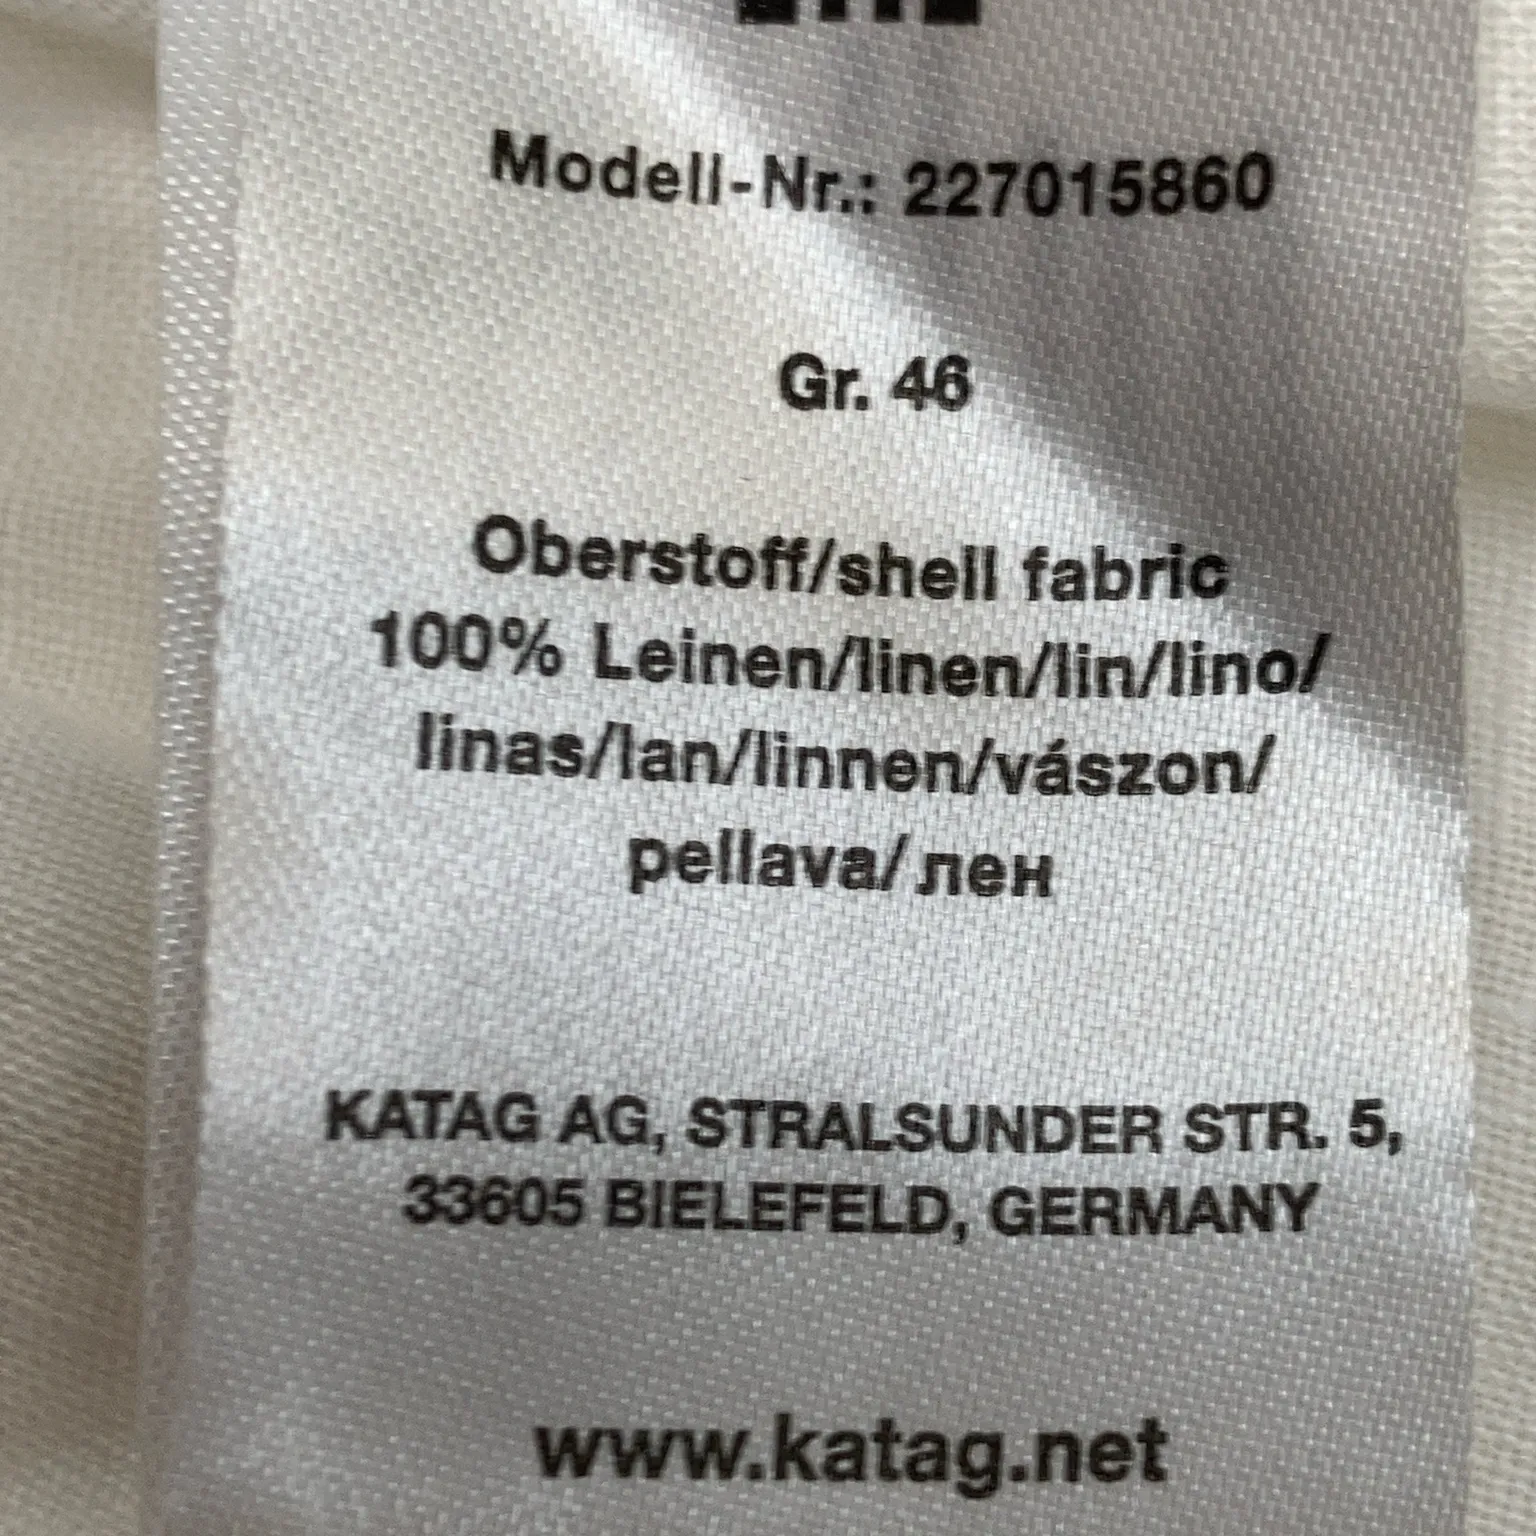 Modell-Nr.: 227015860
Gr. 46
Oberstoff/shell fabric
100% Leinen/linen/lin/lino/
linas/lan/linnen/vászon/
pellava/лен
KATAG AG, STRALSUNDER STR. 5,
33605 BIELEFELD, GERMANY
www.katag.net